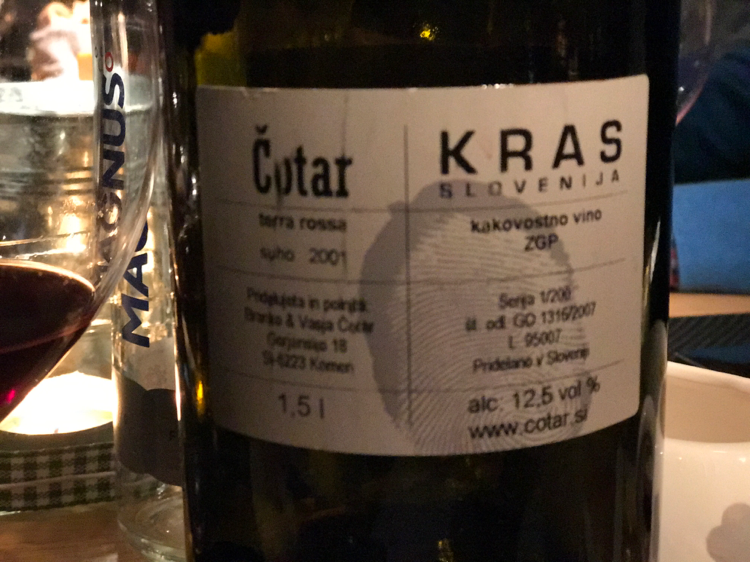 MAGNUS
Čotar
terra rossa
suho 2001
Pridelujeta in polnita
Branko & Vasja Čotar
Gorjansko 18
SI-6223 Komen
1,5 l
KRAS
SLOVENIJA
kakovostno vino
ZGP
Serija 1/200
št. odl. GO 1316/2007
L 95007
Pridelano v Sloveniji
alc. 12,5 vol %
www.cotar.si